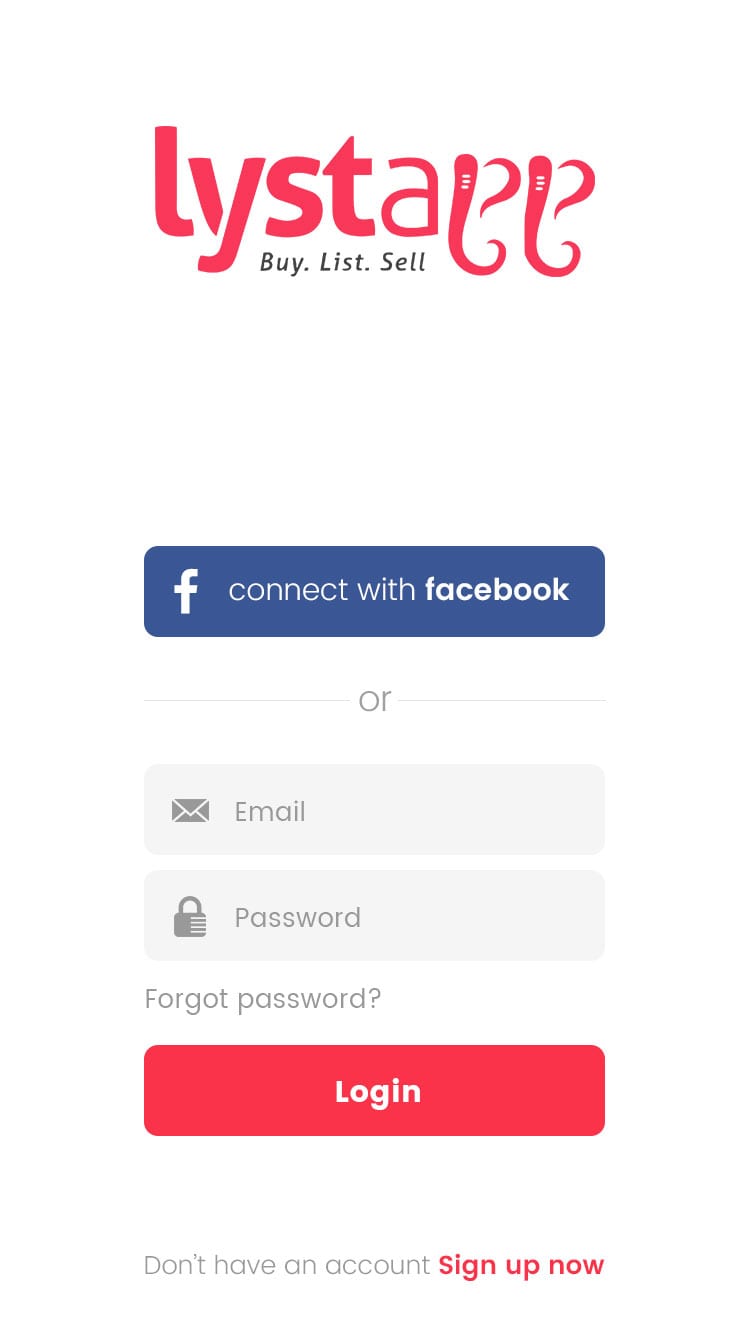 lystapp
Buy. List. Sell
f connect with facebook
or
Email
Password
Forgot password?
Login
Don't have an account Sign up now